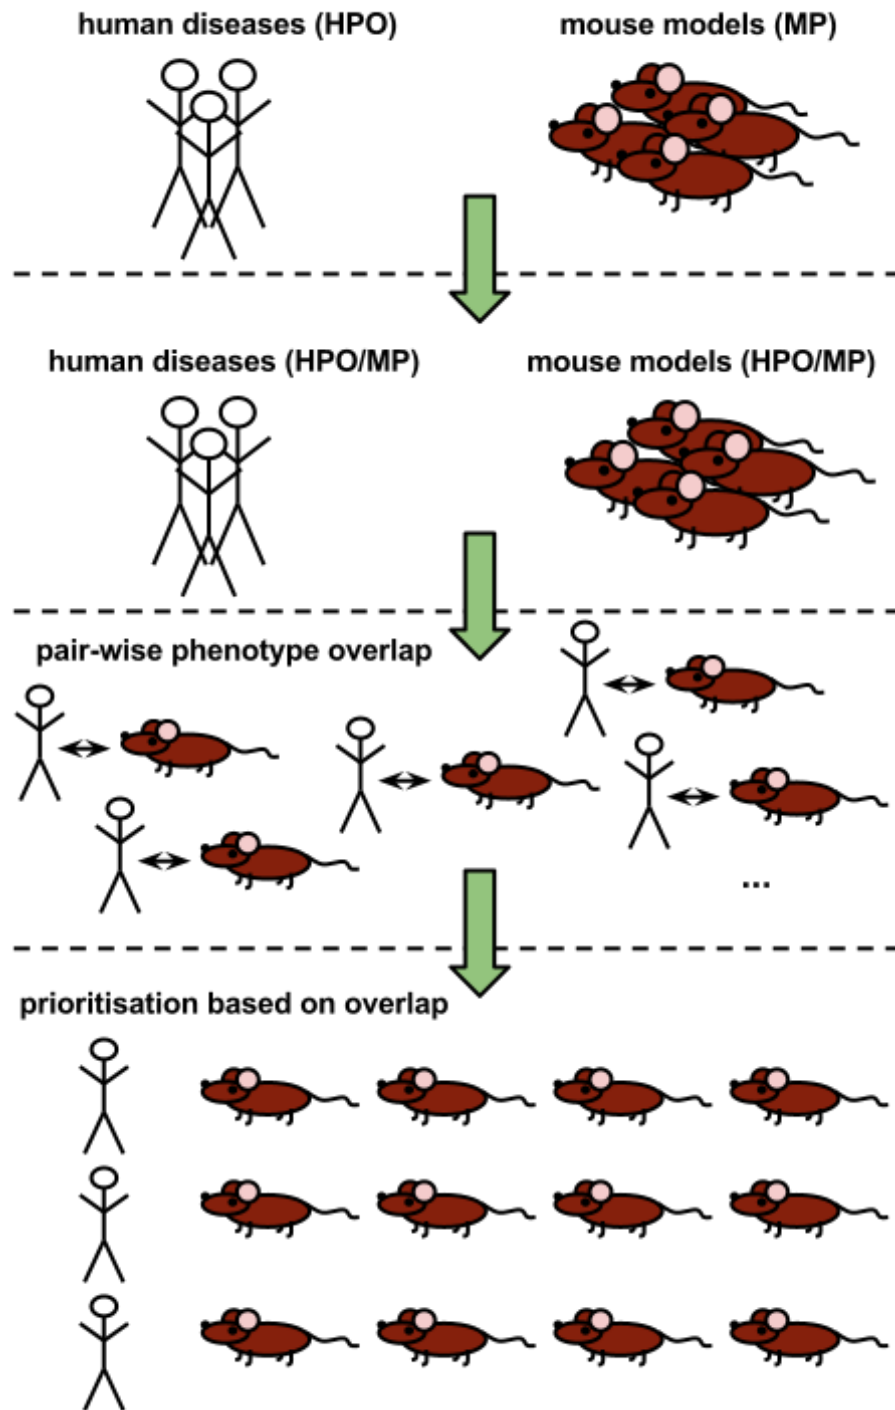 human diseases (HPO)
mouse models (MP)
human diseases (HPO/MP)
mouse models (HPO/MP)
pair-wise phenotype overlap
...
prioritisation based on overlap